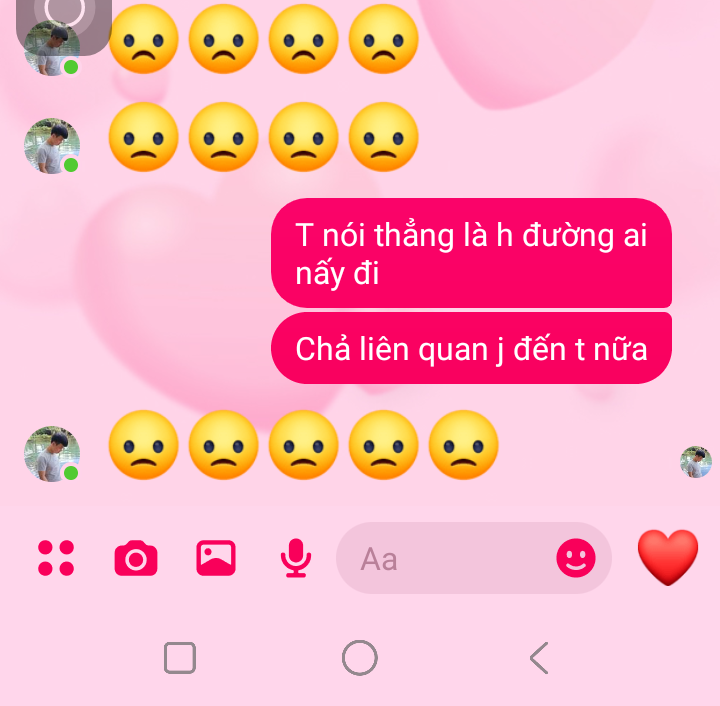 T nói thẳng là h đường ai
nấy đi
Chả liên quan j đến t nữa
Aa